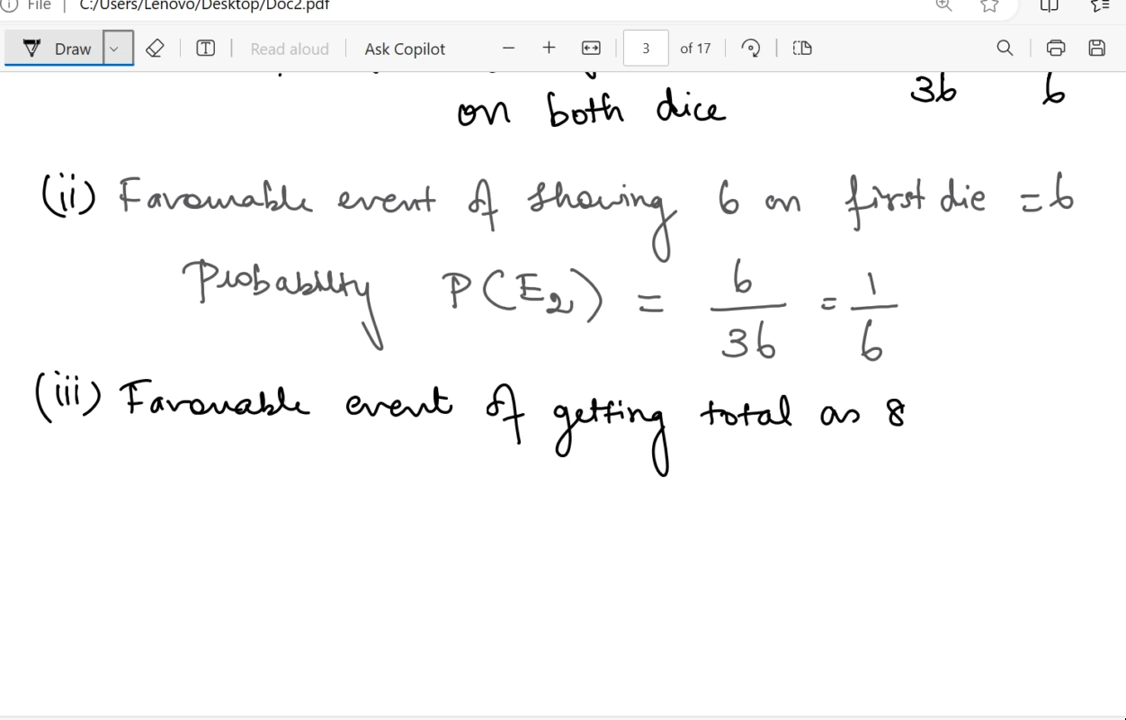 File | C:/Users/Lenovo/Desktop/Doc2.pdf
Draw Read aloud Ask Copilot 3 of 17
on both dice 36 6
(ii) Favourable event of showing 6 on first die = 6
Probability P(E2) = 6/36 = 1/6
(iii) Favourable event of getting total as 8